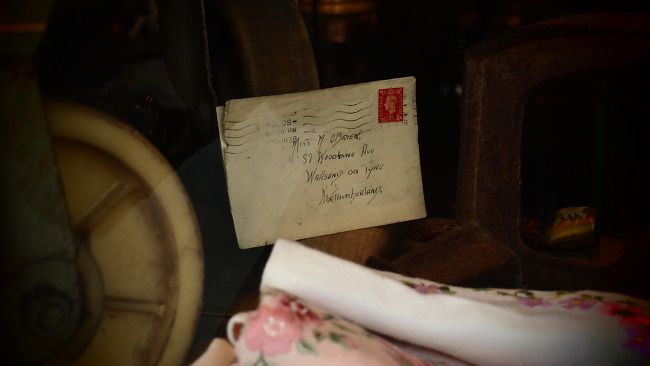 Miss M. O'Brien,
59 Woodbine Ave
Wallsend on Tyne
Northumberland,